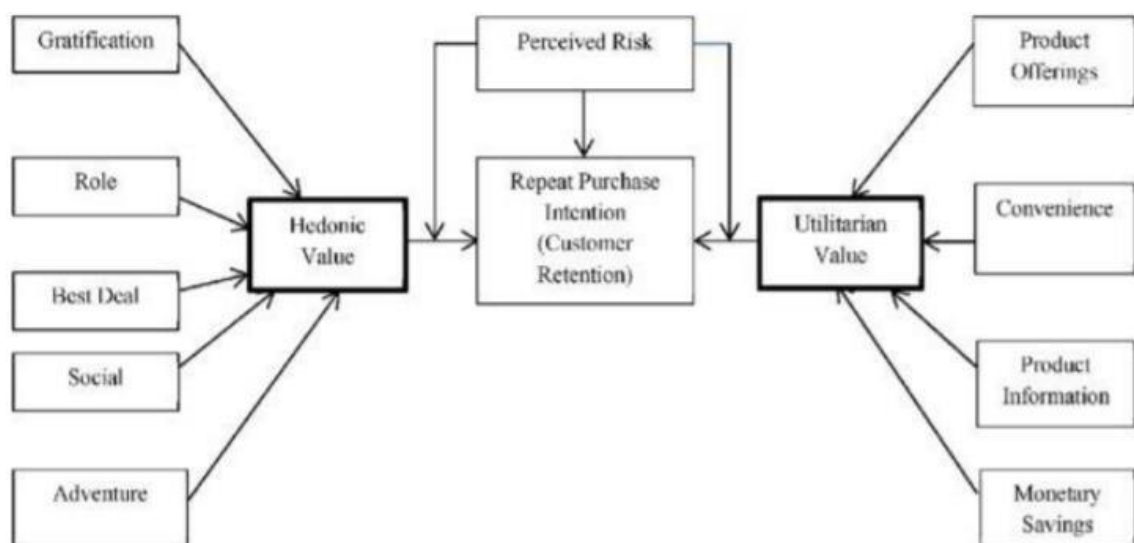 Gratification
Perceived Risk
Product
Offerings
Role
Hedonic
Value
Repeat Purchase
Intention
(Customer
Retention)
Utilitarian
Value
Convenience
Best Deal
Social
Product
Information
Adventure
Monetary
Savings